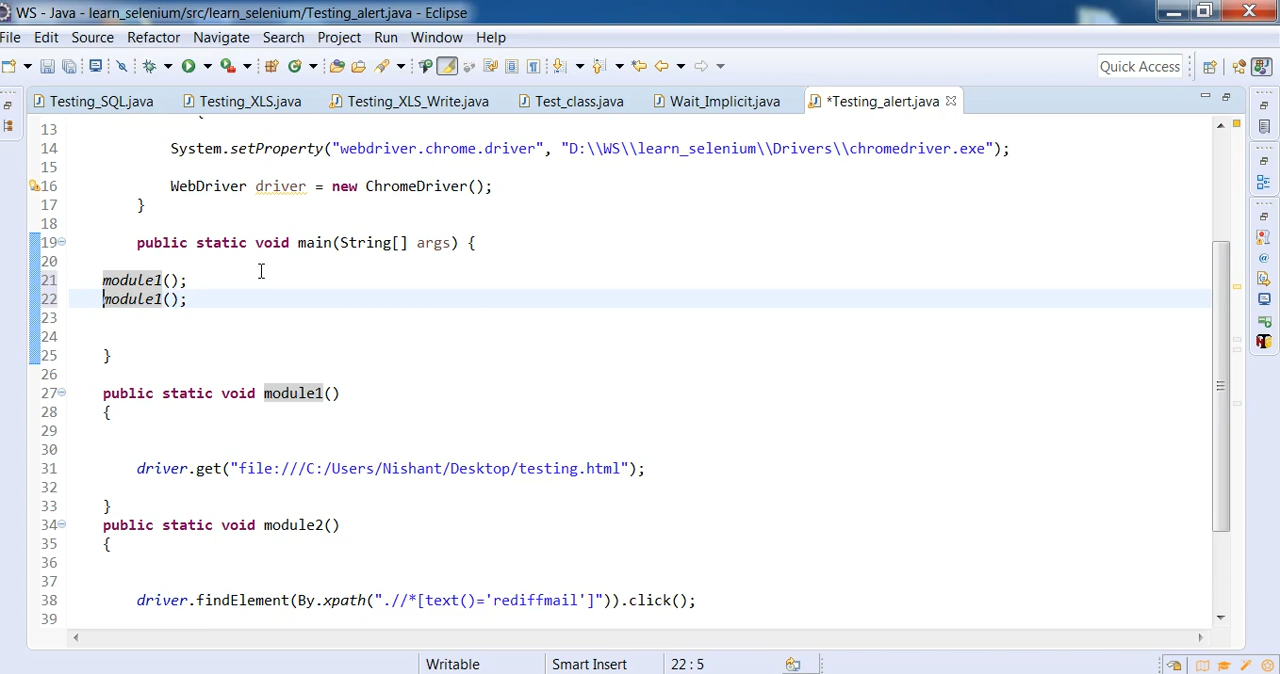 WS - Java - learn_selenium/src/learn_selenium/Testing_alert.java - Eclipse
File Edit Source Refactor Navigate Search Project Run Window Help
Quick Access
Testing_SQL.java Testing_XLS.java Testing_XLS_Write.java Test_class.java Wait_Implicit.java *Testing_alert.java
13
14 System.setProperty("webdriver.chrome.driver", "D:\\WS\\learn_selenium\\Drivers\\chromedriver.exe");
15
16 WebDriver driver = new ChromeDriver();
17 }
18
19 public static void main(String[] args) {
20
21 module1();
22 module1();
23
24
25 }
26
27 public static void module1()
28 {
29
30
31 driver.get("file:///C:/Users/Nishant/Desktop/testing.html");
32
33 }
34 public static void module2()
35 {
36
37
38 driver.findElement(By.xpath(".//*[text()='rediffmail']")).click();
39
Writable Smart Insert 22 : 5